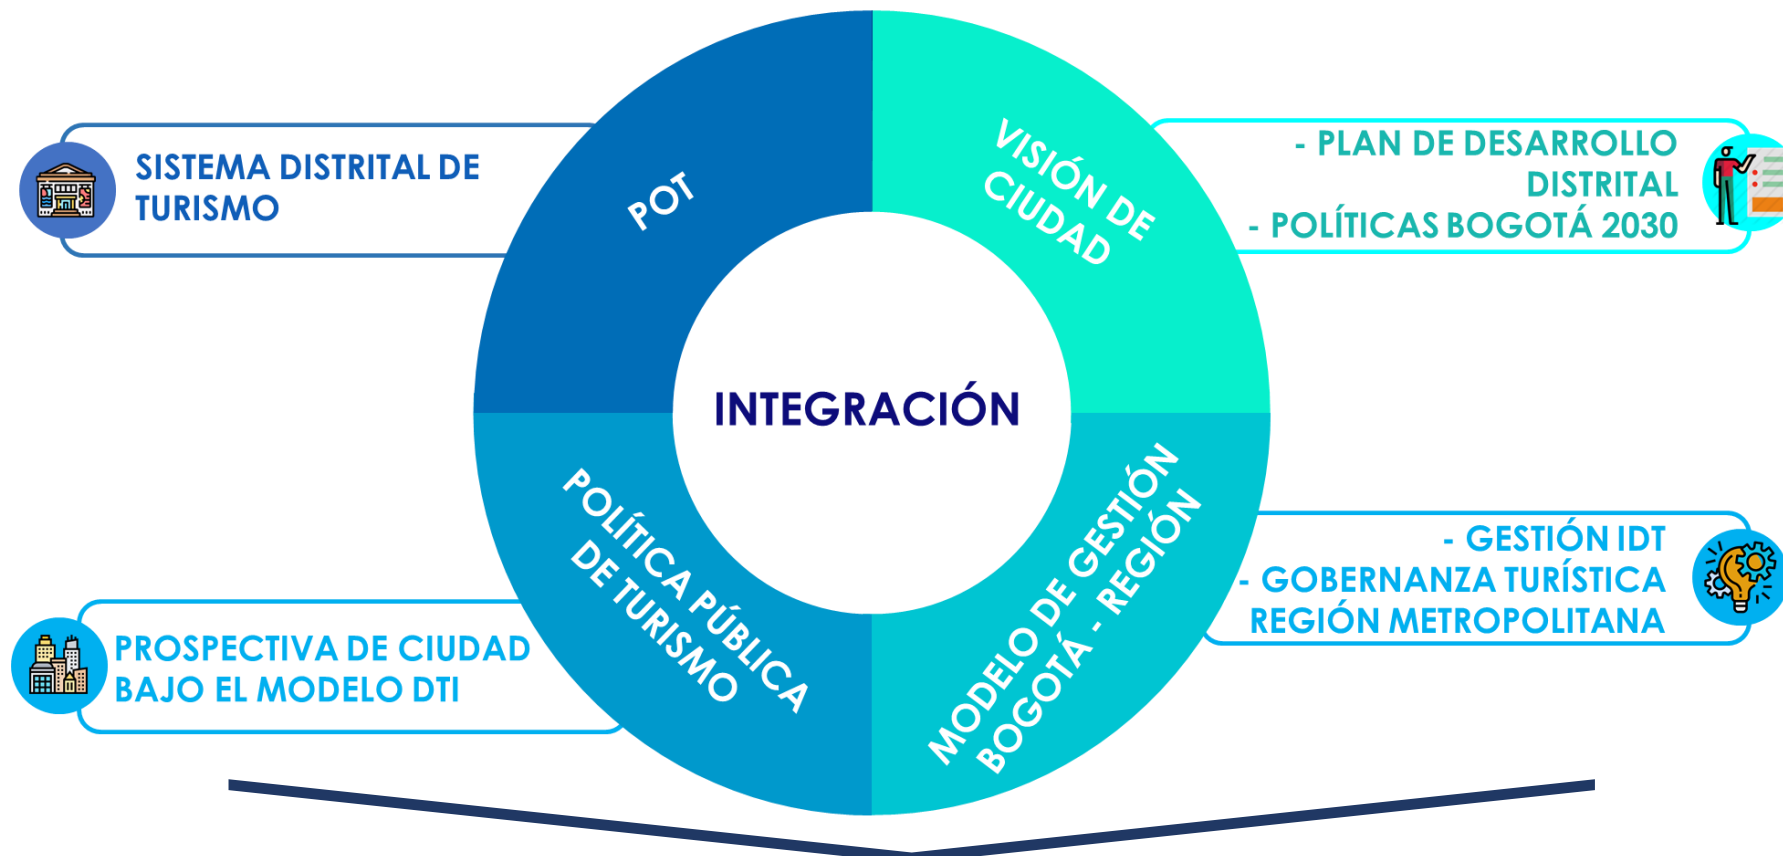 SISTEMA DISTRITAL DE
TURISMO
POT
VISIÓN DE
CIUDAD
- PLAN DE DESARROLLO
DISTRITAL
- POLÍTICAS BOGOTÁ 2030
INTEGRACIÓN
PROSPECTIVA DE CIUDAD
BAJO EL MODELO DTI
POLÍTICA PÚBLICA
DE TURISMO
MODELO DE GESTIÓN
BOGOTÁ - REGIÓN
- GESTIÓN IDT
- GOBERNANZA TURÍSTICA
REGIÓN METROPOLITANA